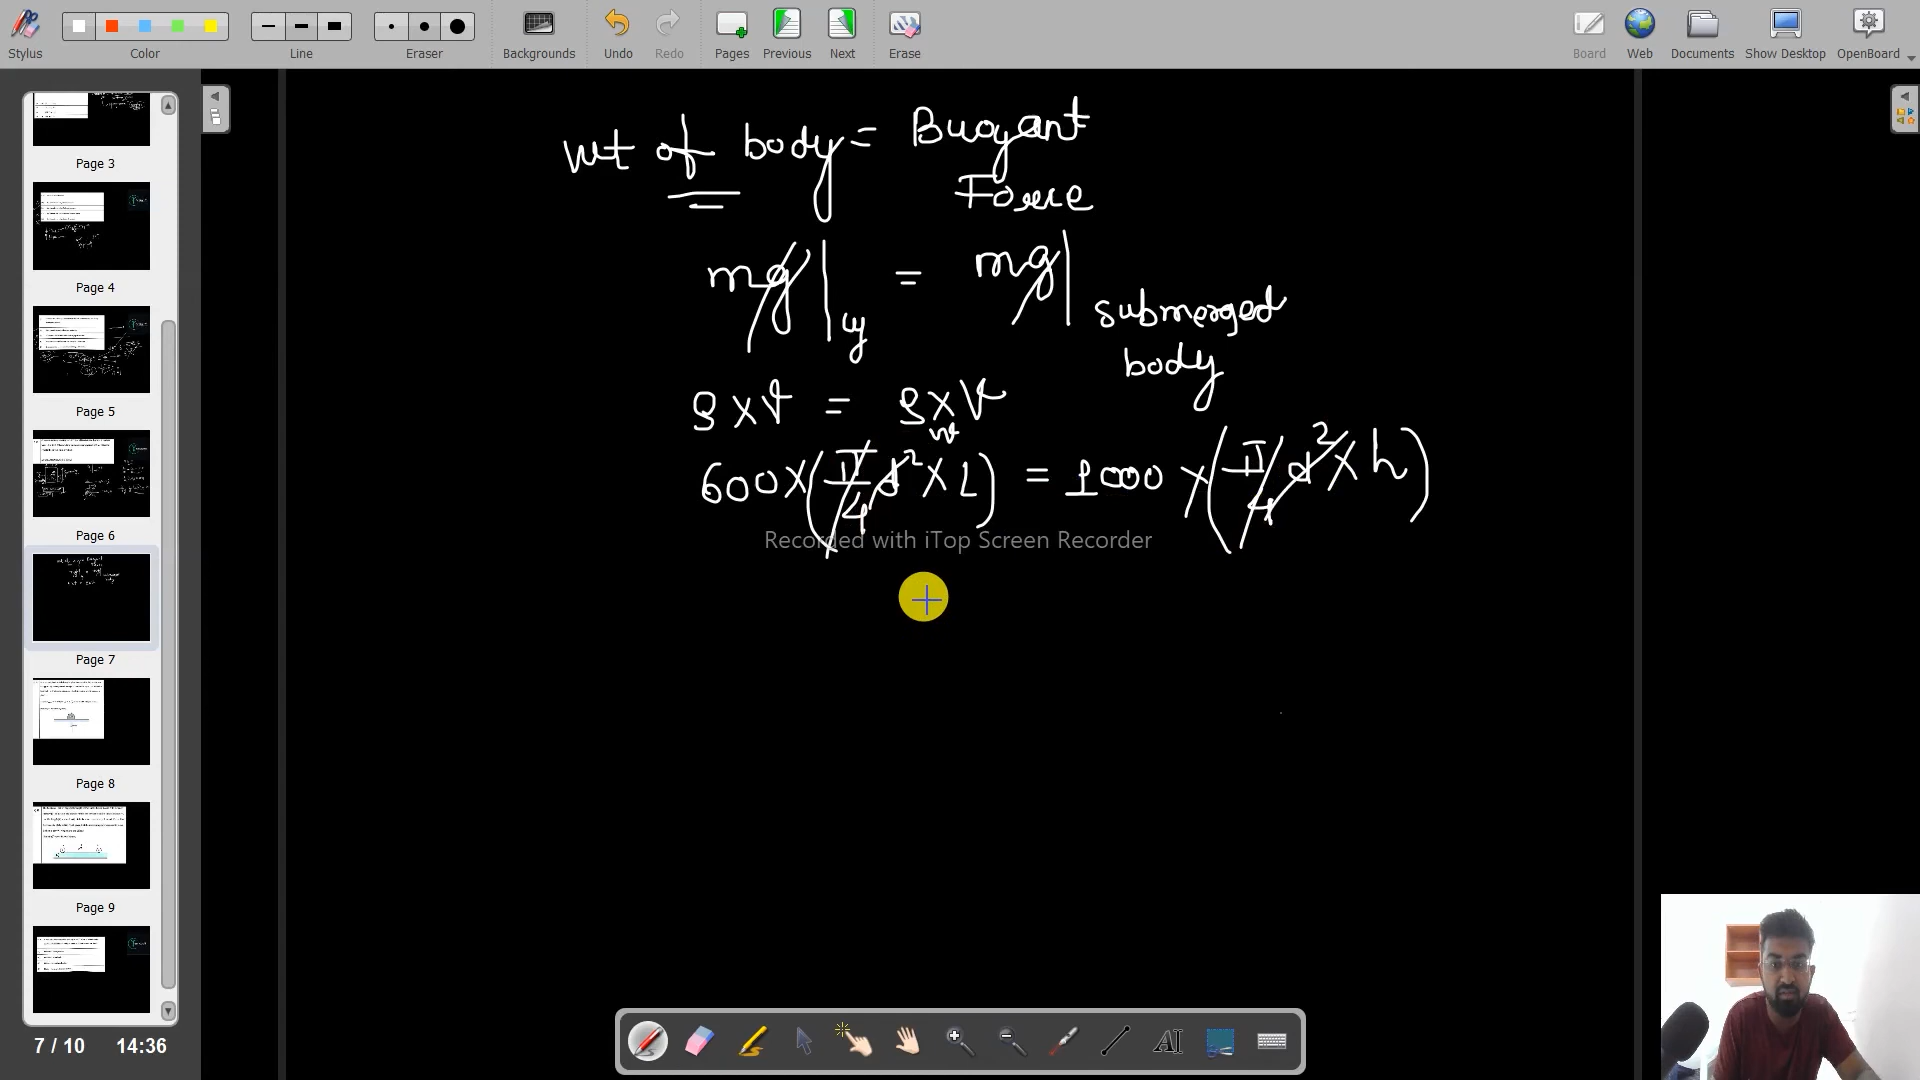 Stylus
Color
Line
Eraser
Backgrounds
Undo
Redo
Pages
Previous
Next
Erase
Board
Web
Documents
Show Desktop
OpenBoard
Page 3
Page 4
Page 5
Page 6
Page 7
Page 8
Page 9
7 / 10 14:36
wt of body = Buoyant
Force
mg| cy = mg| submerged
body
ρ x V = ρw x V
600 x (π/4 d² x L) = 1000 x (π/4 d² x h)
Recorded with iTop Screen Recorder